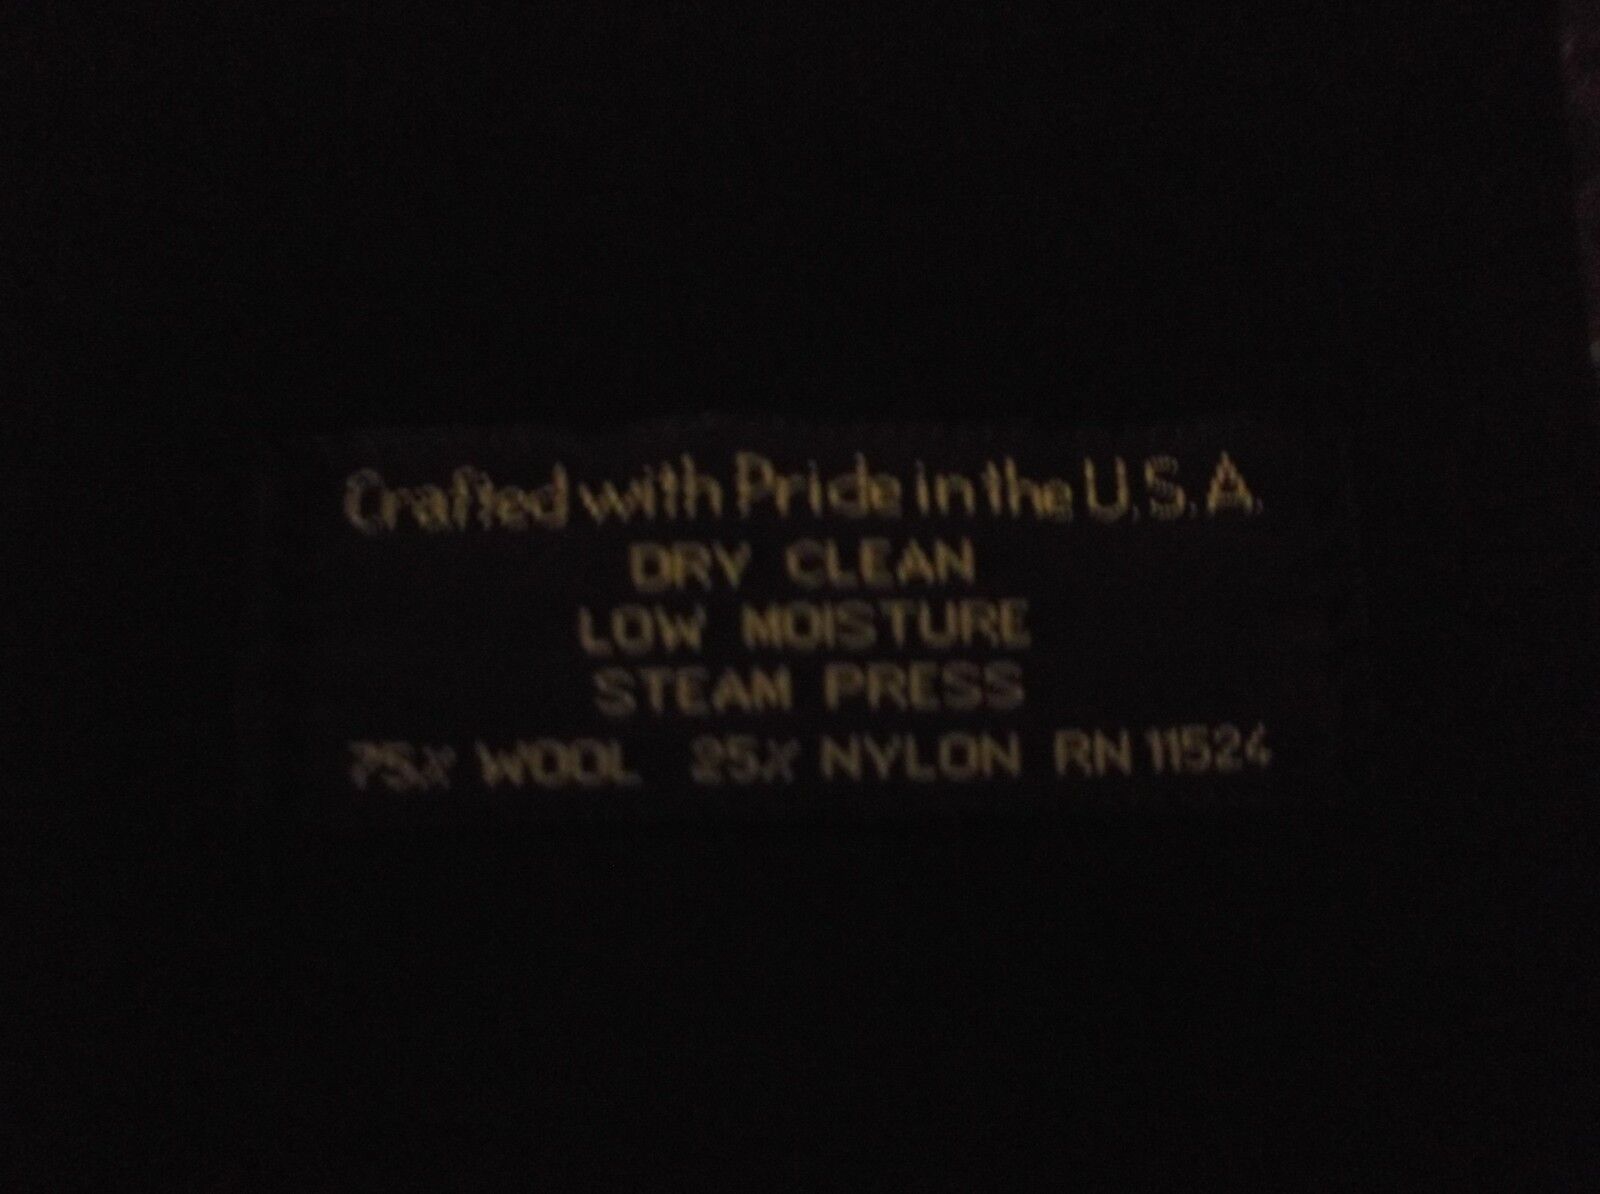 Crafted with Pride in the U.S.A.
DRY CLEAN
LOW MOISTURE
STEAM PRESS
75% WOOL 25% NYLON RN 11524